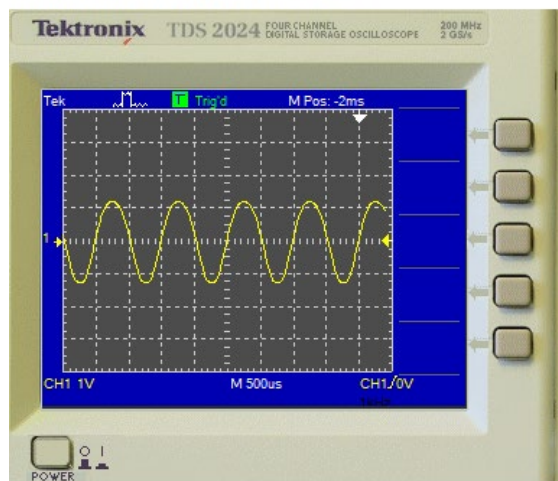 Tektronix TDS 2024 FOUR CHANNEL DIGITAL STORAGE OSCILLOSCOPE 200 MHz 2 GS/s
Tek T Trig'd M Pos: -2ms
1
CH1 1V M 500us CH1 / 0V
POWER